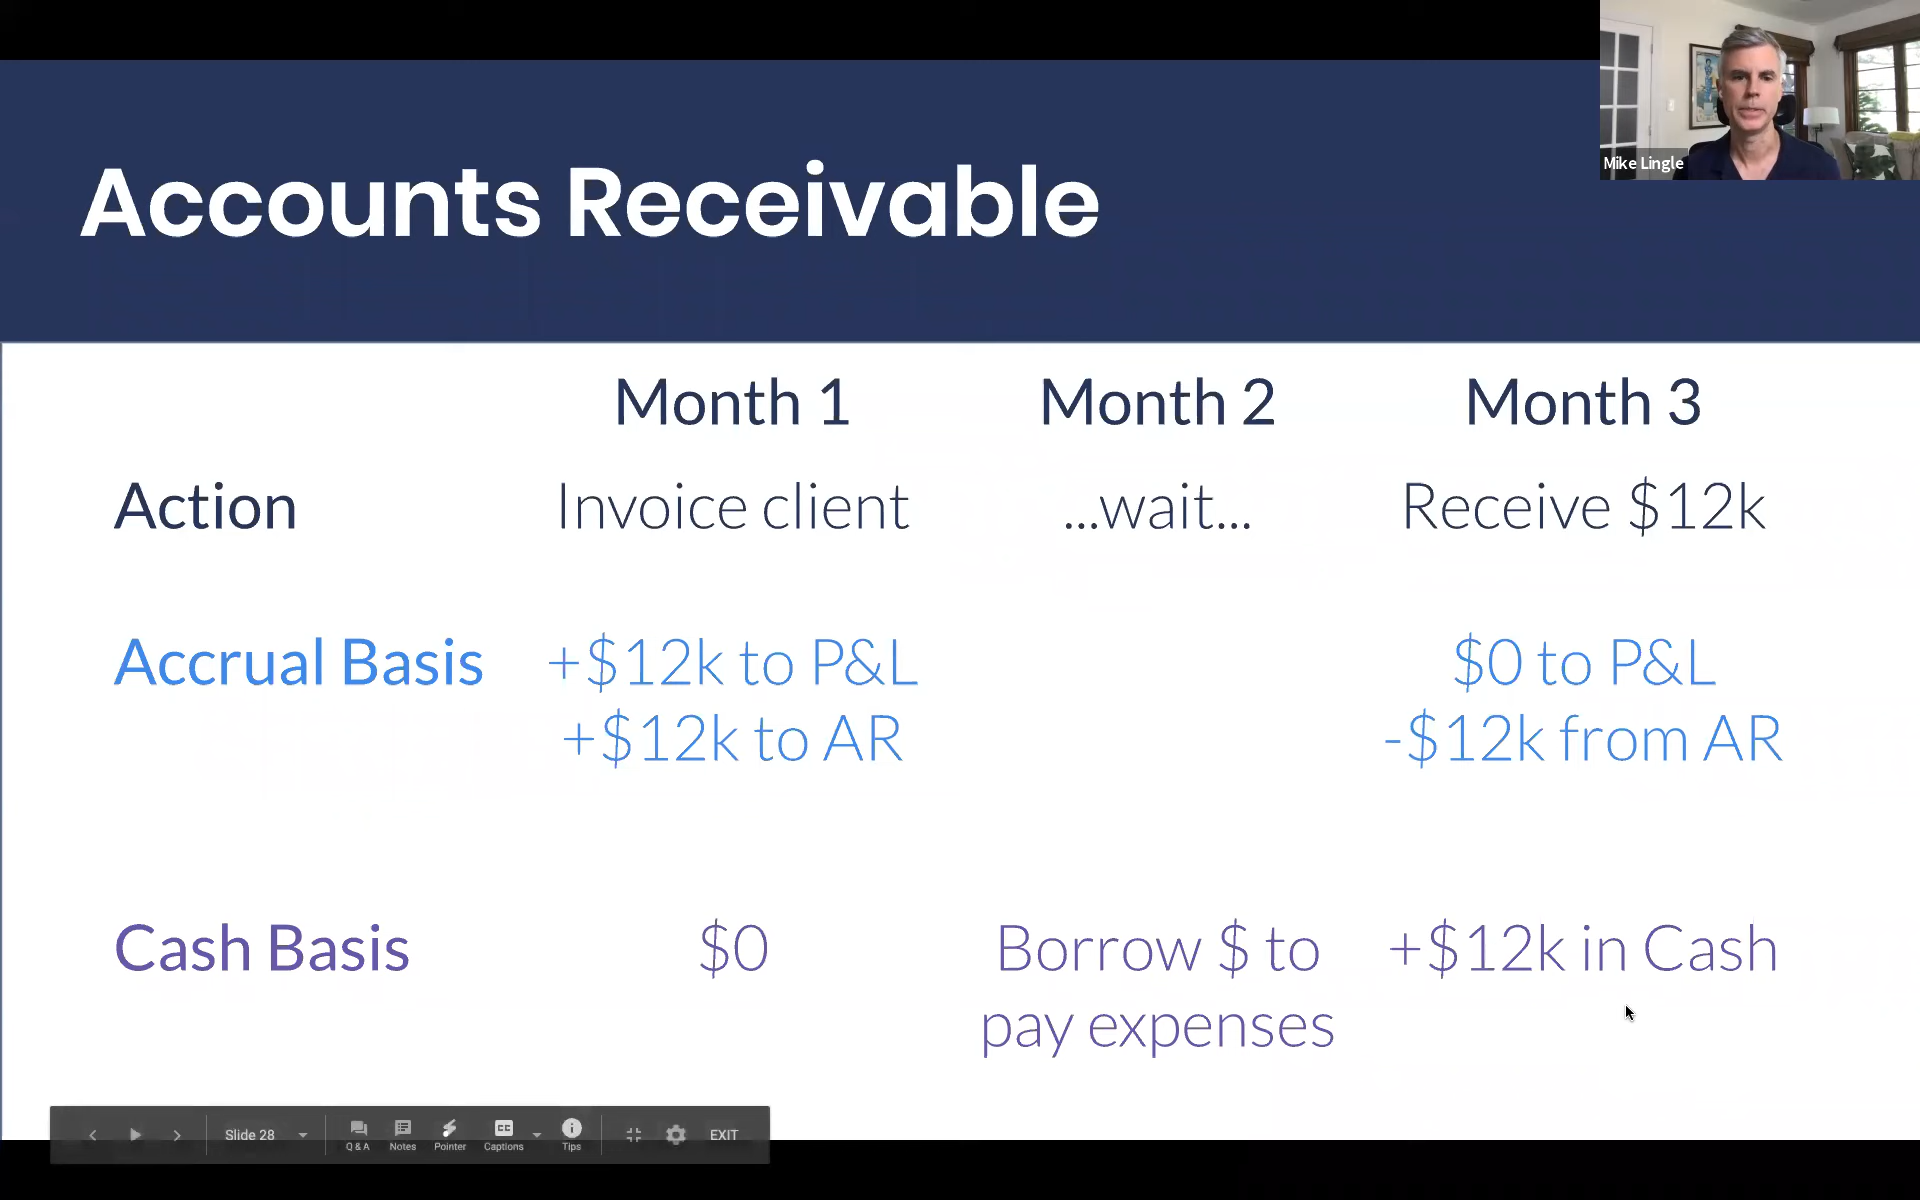 Mike Lingle
Accounts Receivable
Month 1 Month 2 Month 3
Action Invoice client ...wait... Receive $12k
Accrual Basis +$12k to P&L $0 to P&L
+$12k to AR -$12k from AR
Cash Basis $0 Borrow $ to +$12k in Cash
pay expenses
Slide 28 Q & A Notes Pointer CC Captions Tips EXIT